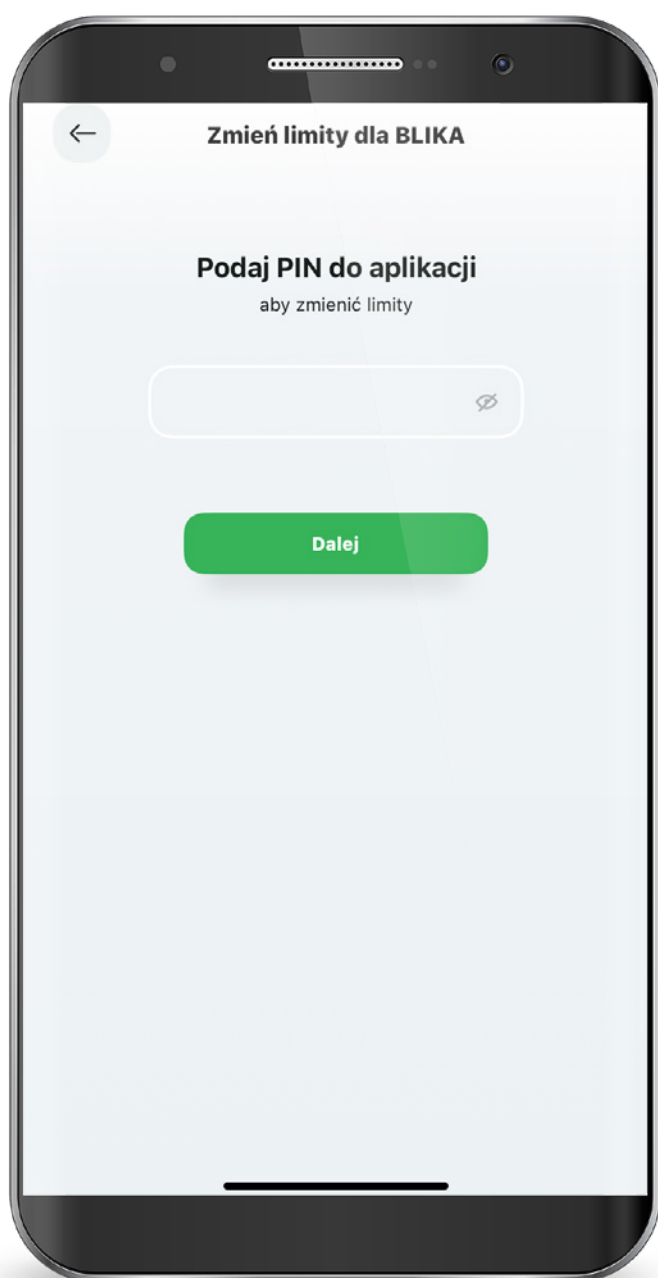 Zmień limity dla BLIKA
Podaj PIN do aplikacji
aby zmienić limity
Dalej